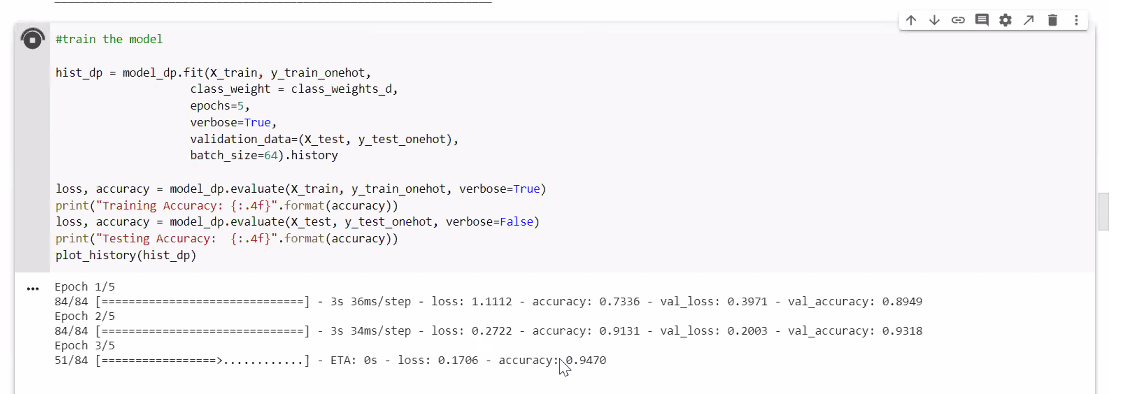 #train the model
hist_dp = model_dp.fit(X_train, y_train_onehot,
class_weight = class_weights_d,
epochs=5,
verbose=True,
validation_data=(X_test, y_test_onehot),
batch_size=64).history
loss, accuracy = model_dp.evaluate(X_train, y_train_onehot, verbose=True)
print("Training Accuracy: {:.4f}".format(accuracy))
loss, accuracy = model_dp.evaluate(X_test, y_test_onehot, verbose=False)
print("Testing Accuracy:  {:.4f}".format(accuracy))
plot_history(hist_dp)
Epoch 1/5
84/84 [==============================] - 3s 36ms/step - loss: 1.1112 - accuracy: 0.7336 - val_loss: 0.3971 - val_accuracy: 0.8949
Epoch 2/5
84/84 [==============================] - 3s 34ms/step - loss: 0.2722 - accuracy: 0.9131 - val_loss: 0.2003 - val_accuracy: 0.9318
Epoch 3/5
51/84 [=================>............] - ETA: 0s - loss: 0.1706 - accuracy: 0.9470